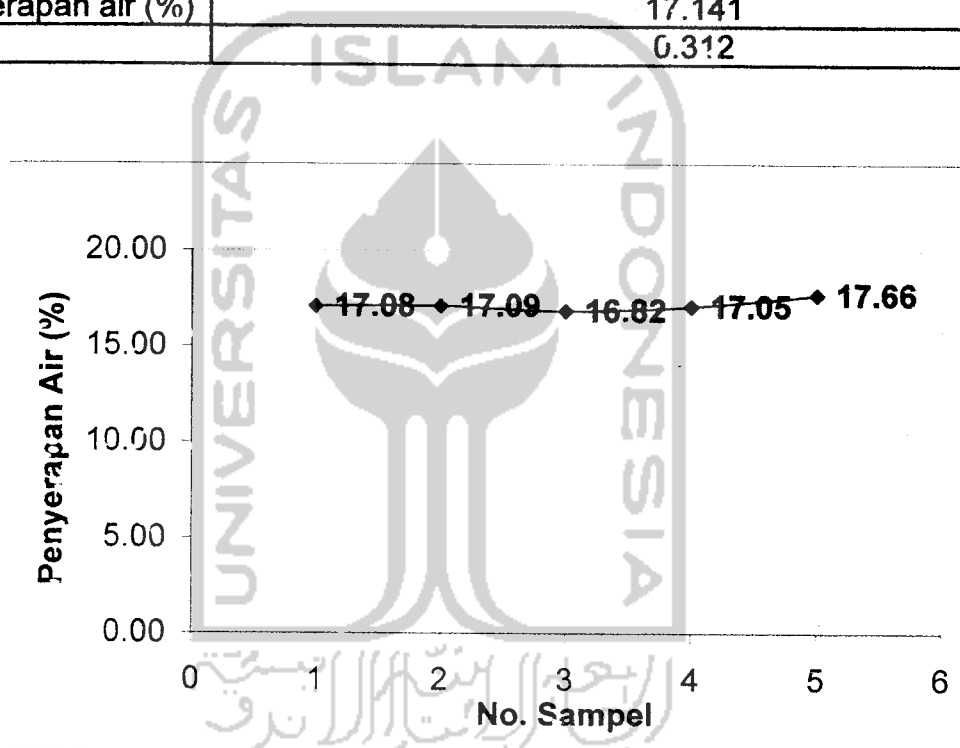 erapan air (%) 17.141
0.312
ISLAM
UNIVERSITAS
INDONESIA
20.00
15.00
10.00
5.00
0.00
Penyerapan Air (%)
17.08 17.09 16.82 17.05 17.66
0 1 2 3 4 5 6
No. Sampel